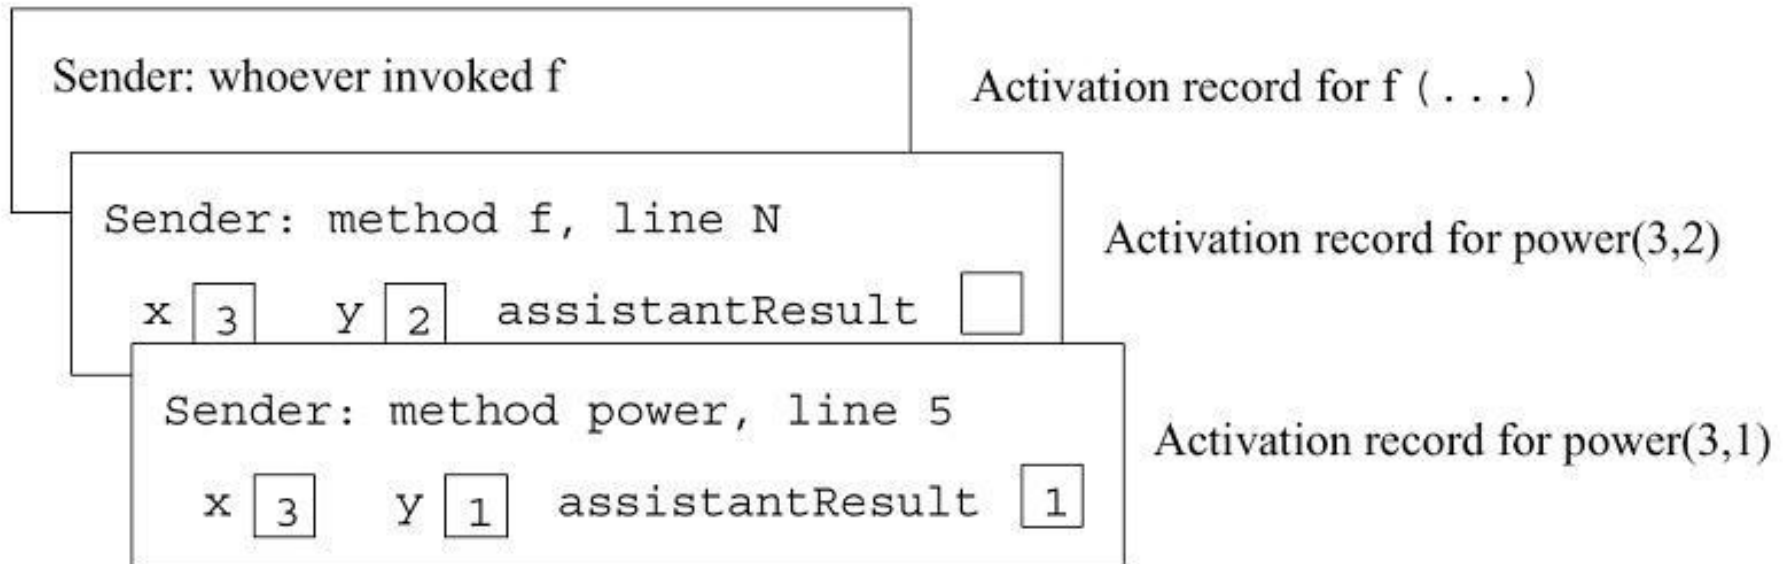 Sender: whoever invoked f
Activation record for f (...)
Sender: method f, line N
Activation record for power(3,2)
x 3 y 2 assistantResult
Sender: method power, line 5
Activation record for power(3,1)
x 3 y 1 assistantResult 1